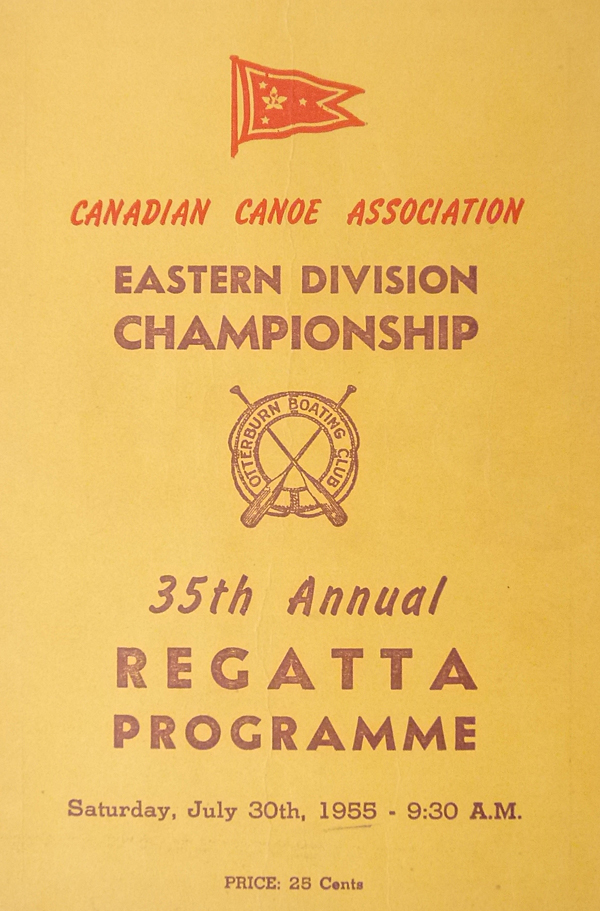 CANADIAN CANOE ASSOCIATION
EASTERN DIVISION
CHAMPIONSHIP
OTTERBURN BOATING CLUB
35th Annual
REGATTA
PROGRAMME
Saturday, July 30th, 1955 - 9:30 A.M.
PRICE: 25 Cents